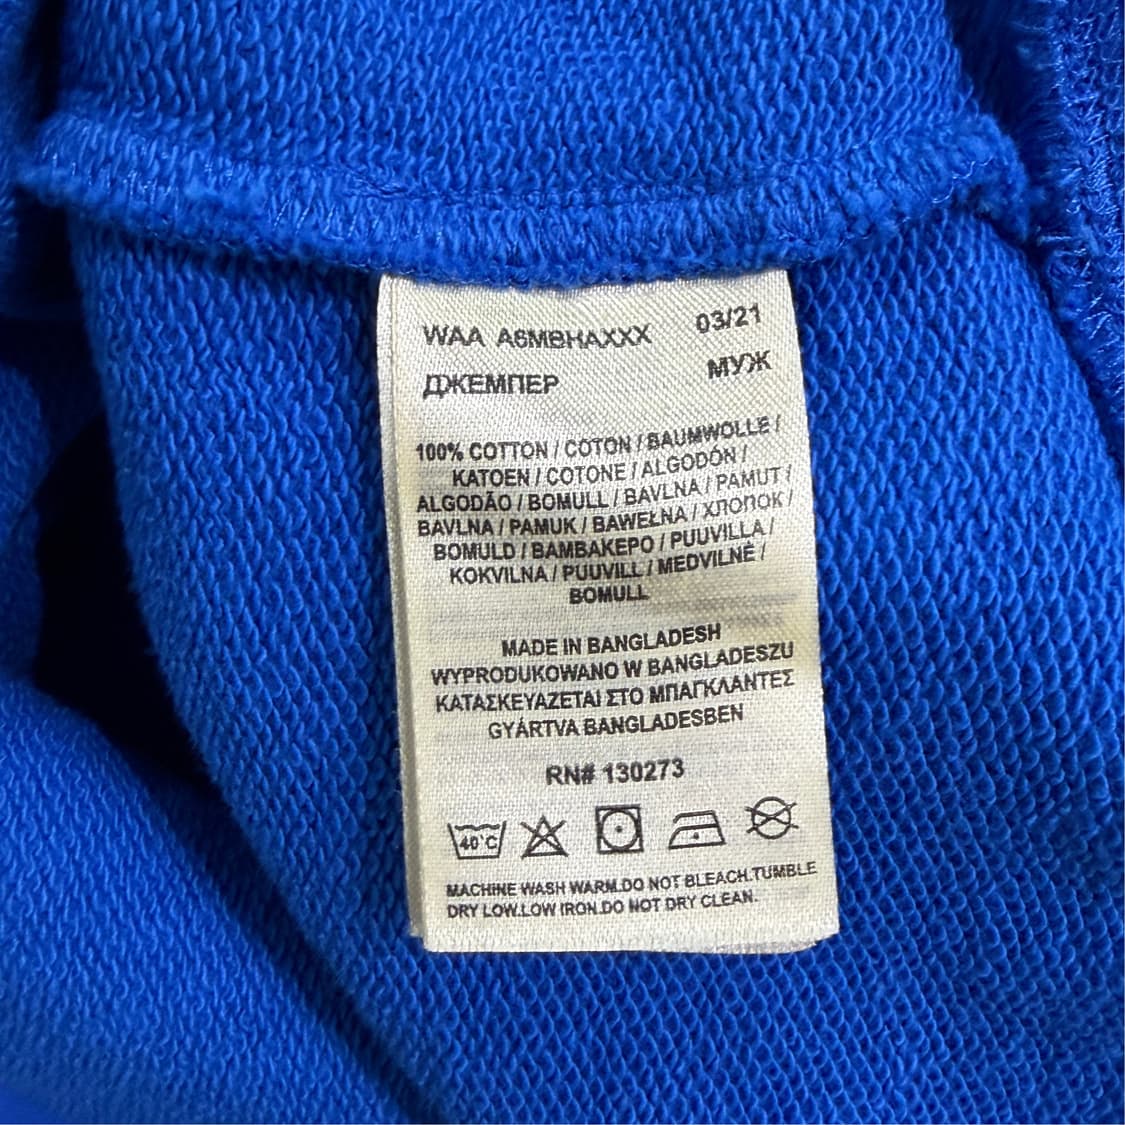 WAA A6MBHAXXX 03/21
ДЖЕМПЕР МУЖ
100% COTTON / COTON / BAUMWOLLE /
KATOEN / COTONE / ALGODÓN /
ALGODÃO / BOMULL / BAVLNA / PAMUT /
BAVLNA / PAMUK / BAWEŁNA / ХЛОПОК /
BOMULD / ΒΑΜΒΑΚΕΡΟ / PUUVILLA /
KOKVILNA / PUUVILL / MEDVILNĖ /
BOMULL
MADE IN BANGLADESH
WYPRODUKOWANO W BANGLADESZU
ΚΑΤΑΣΚΕΥΑΖΕΤΑΙ ΣΤΟ ΜΠΑΓΚΛΑΝΤΕΣ
GYÁRTVA BANGLADESBEN
RN# 130273
40°C
MACHINE WASH WARM.DO NOT BLEACH.TUMBLE
DRY LOW.LOW IRON.DO NOT DRY CLEAN.